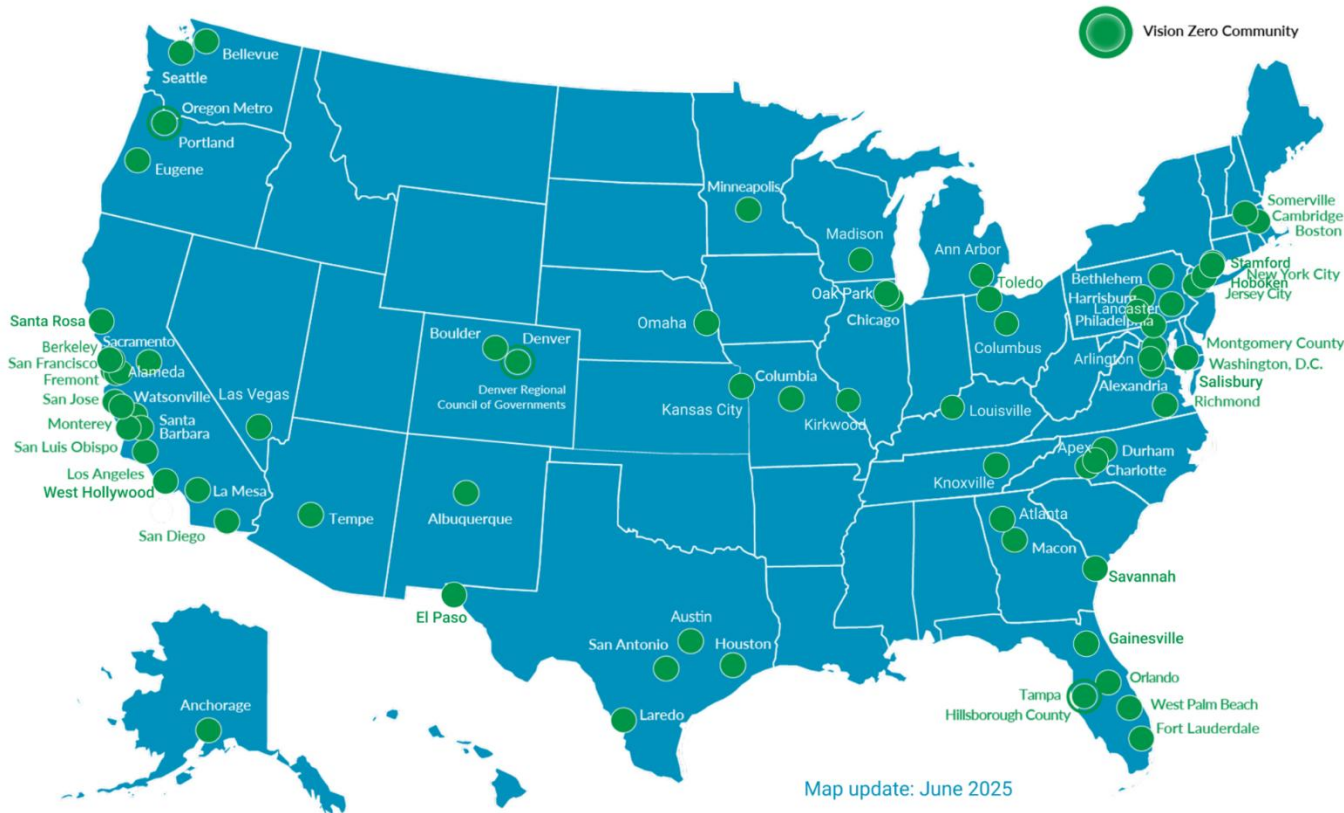 Vision Zero Community
Bellevue
Seattle
Oregon Metro
Portland
Eugene
Minneapolis
Madison
Ann Arbor
Toledo
Oak Park
Chicago
Columbus
Somerville
Cambridge
Boston
Stamford
New York City
Hoboken
Jersey City
Bethlehem
Harrisburg
Lancaster
Philadelphia
Montgomery County
Arlington
Washington, D.C.
Alexandria
Salisbury
Richmond
Santa Rosa
Berkeley
Sacramento
San Francisco
Alameda
Fremont
San Jose
Watsonville
Monterey
Santa
Barbara
San Luis Obispo
Los Angeles
West Hollywood
La Mesa
San Diego
Las Vegas
Boulder
Denver
Denver Regional
Council of Governments
Omaha
Columbia
Kansas City
Kirkwood
Louisville
Knoxville
Apex
Durham
Charlotte
Tempe
Albuquerque
Atlanta
Macon
Savannah
El Paso
Austin
San Antonio
Houston
Laredo
Gainesville
Orlando
Tampa
Hillsborough County
West Palm Beach
Fort Lauderdale
Anchorage
Map update: June 2025